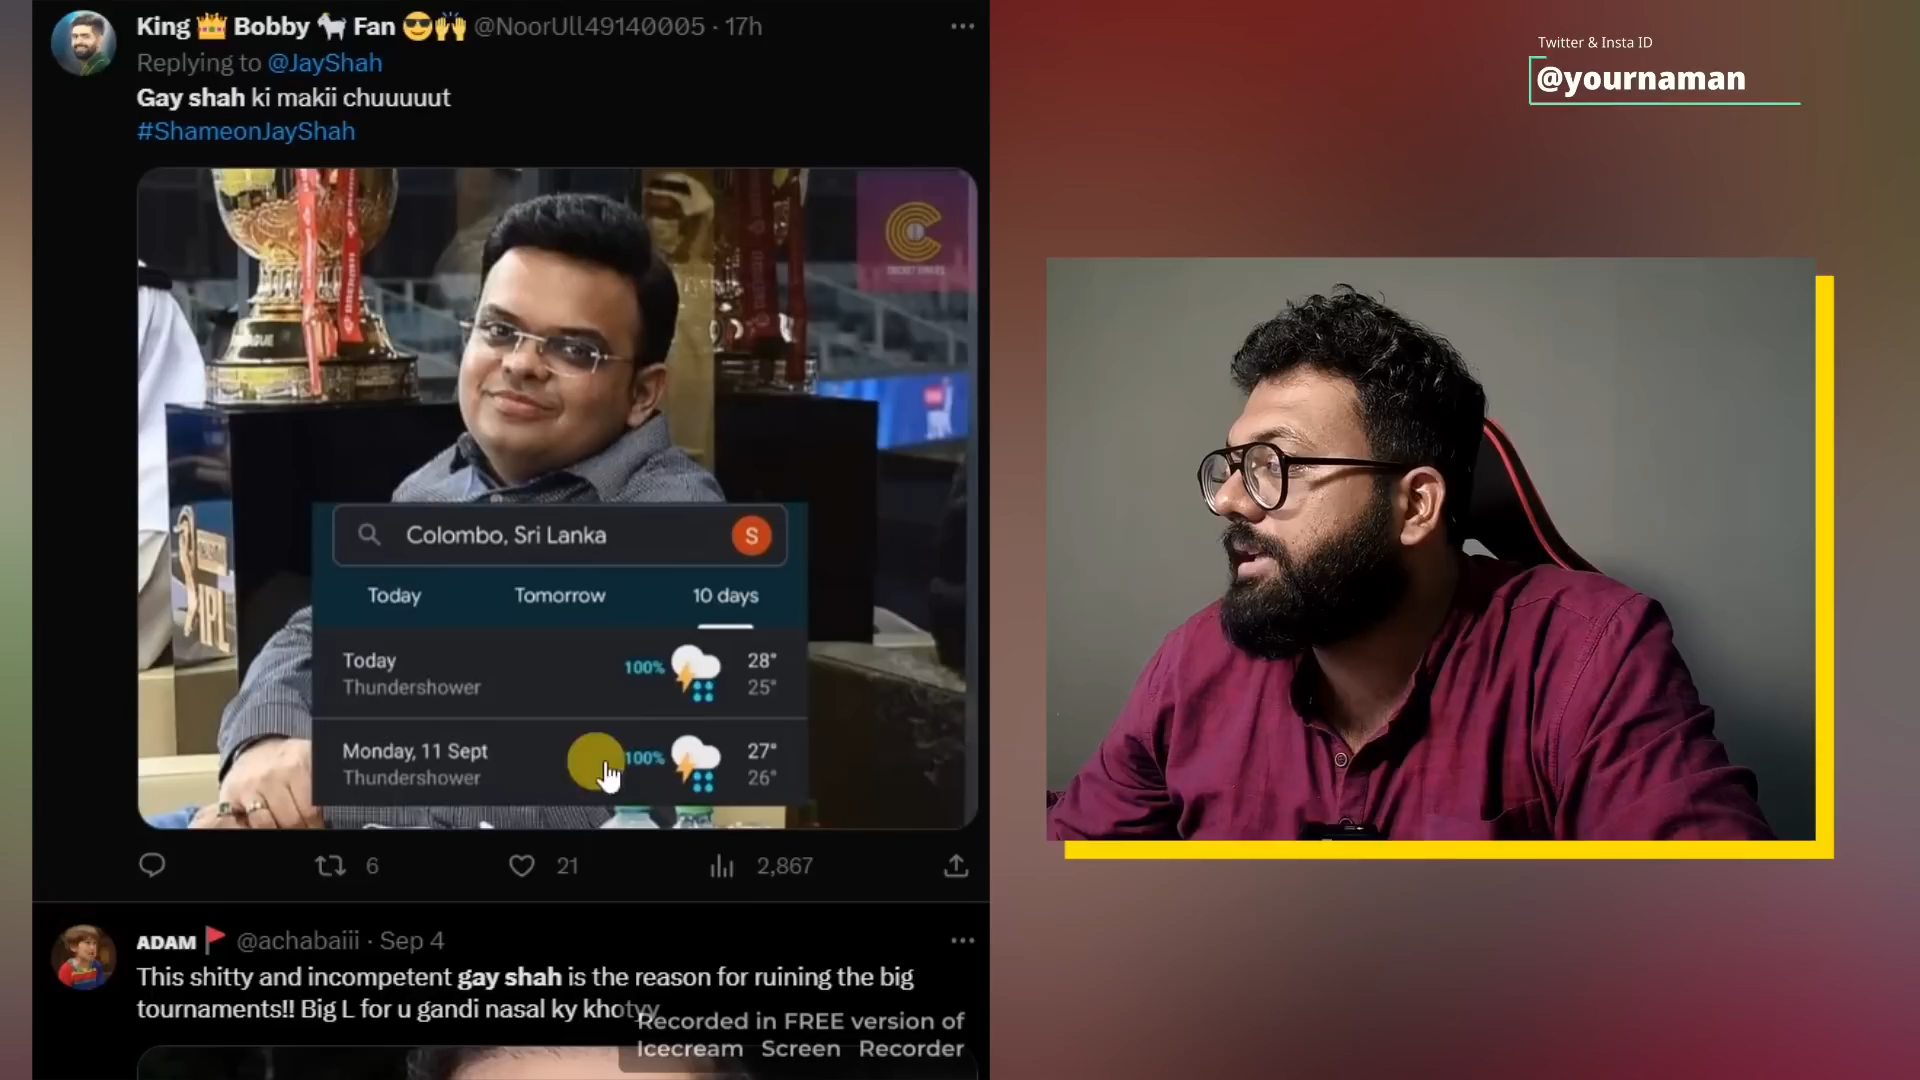 King 👑 Bobby 🐐 Fan 😎🙌 @NoorUll49140005 · 17h
Replying to @JayShah
Gay shah ki makii chuuuuut
#ShameonJayShah
IPL
Colombo, Sri Lanka
S
Today Tomorrow 10 days
Today 100% 28°
Thundershower 25°
Monday, 11 Sept 100% 27°
Thundershower 26°
6 21 2,867
ADAM 🚩 @achabaiii · Sep 4
This shitty and incompetent gay shah is the reason for ruining the big
tournaments!! Big L for u gandi nasal ky khotyy
Recorded in FREE version of
Icecream Screen Recorder
Twitter & Insta ID
@yournaman